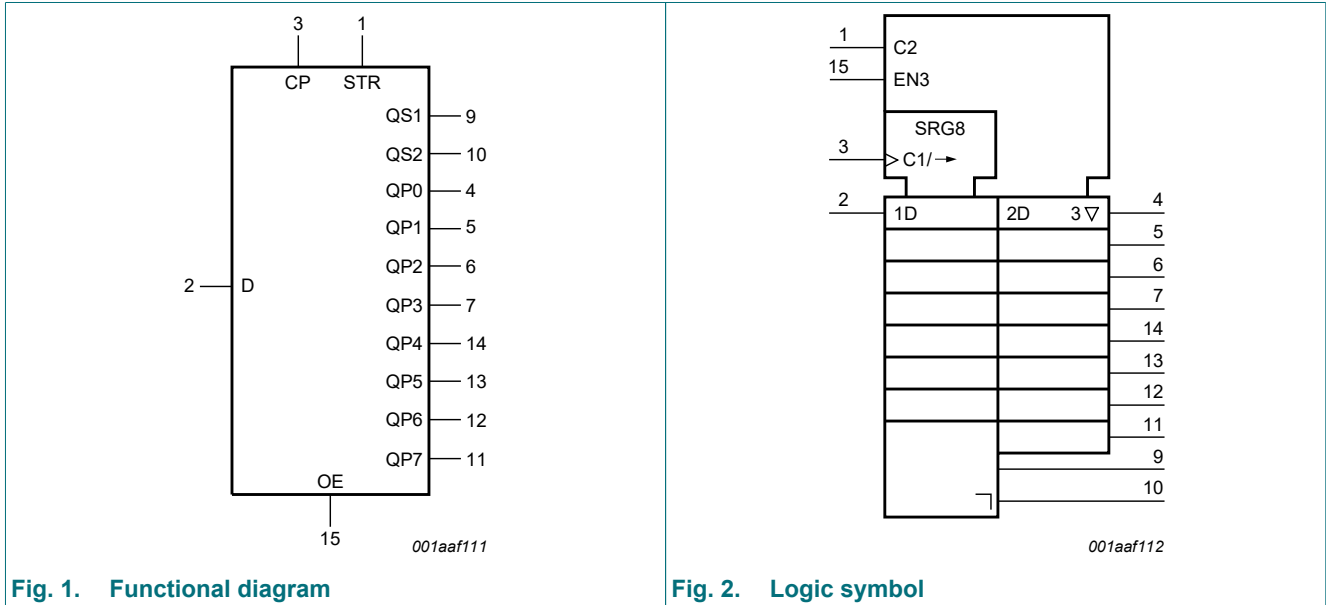 3 1
CP STR
QS1 9
QS2 10
QP0 4
QP1 5
QP2 6
QP3 7
2 D
QP4 14
QP5 13
QP6 12
QP7 11
OE
15
001aaf111
Fig. 1. Functional diagram
1 C2
15 EN3
SRG8
3 C1/→
2 1D 2D 3 ▽ 4
5
6
7
14
13
12
11
9
10
001aaf112
Fig. 2. Logic symbol